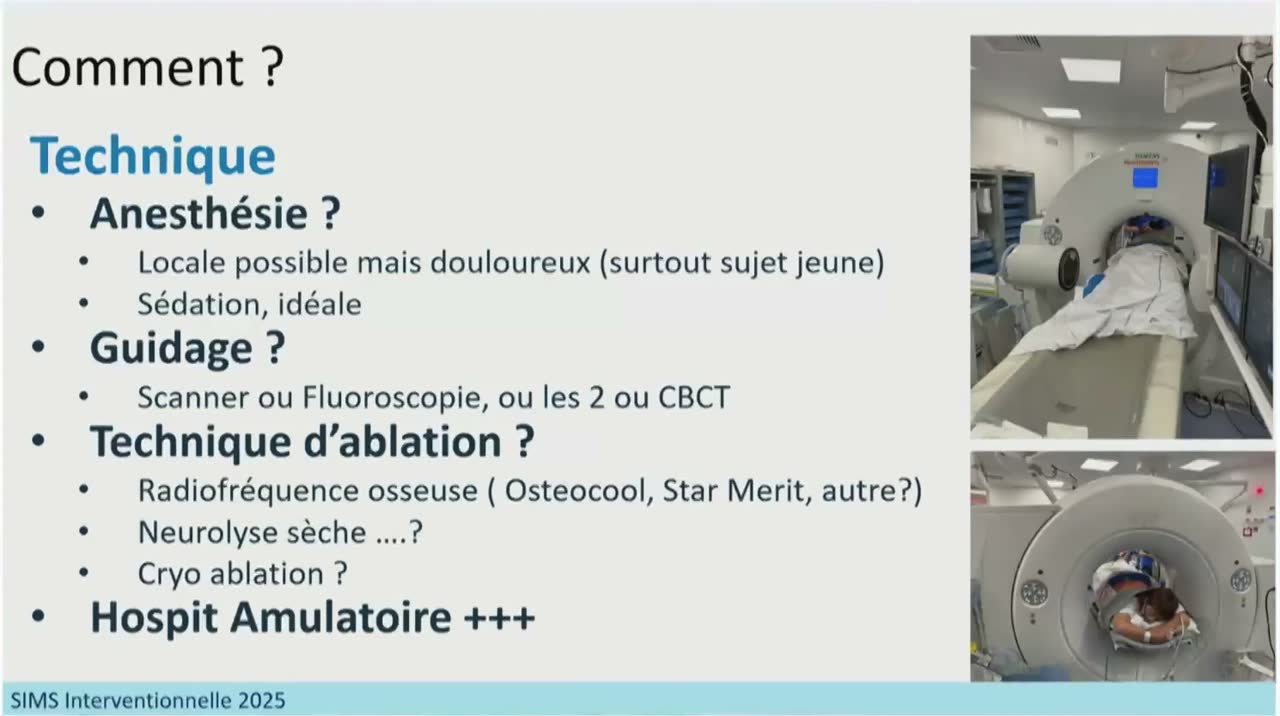 Comment ?
Technique
• Anesthésie ?
• Locale possible mais douloureux (surtout sujet jeune)
• Sédation, idéale
• Guidage ?
• Scanner ou Fluoroscopie, ou les 2 ou CBCT
• Technique d’ablation ?
• Radiofréquence osseuse ( Osteocool, Star Merit, autre?)
• Neurolyse sèche ....?
• Cryo ablation ?
• Hospit Amulatoire +++
SIMS Interventionnelle 2025
SIEMENS